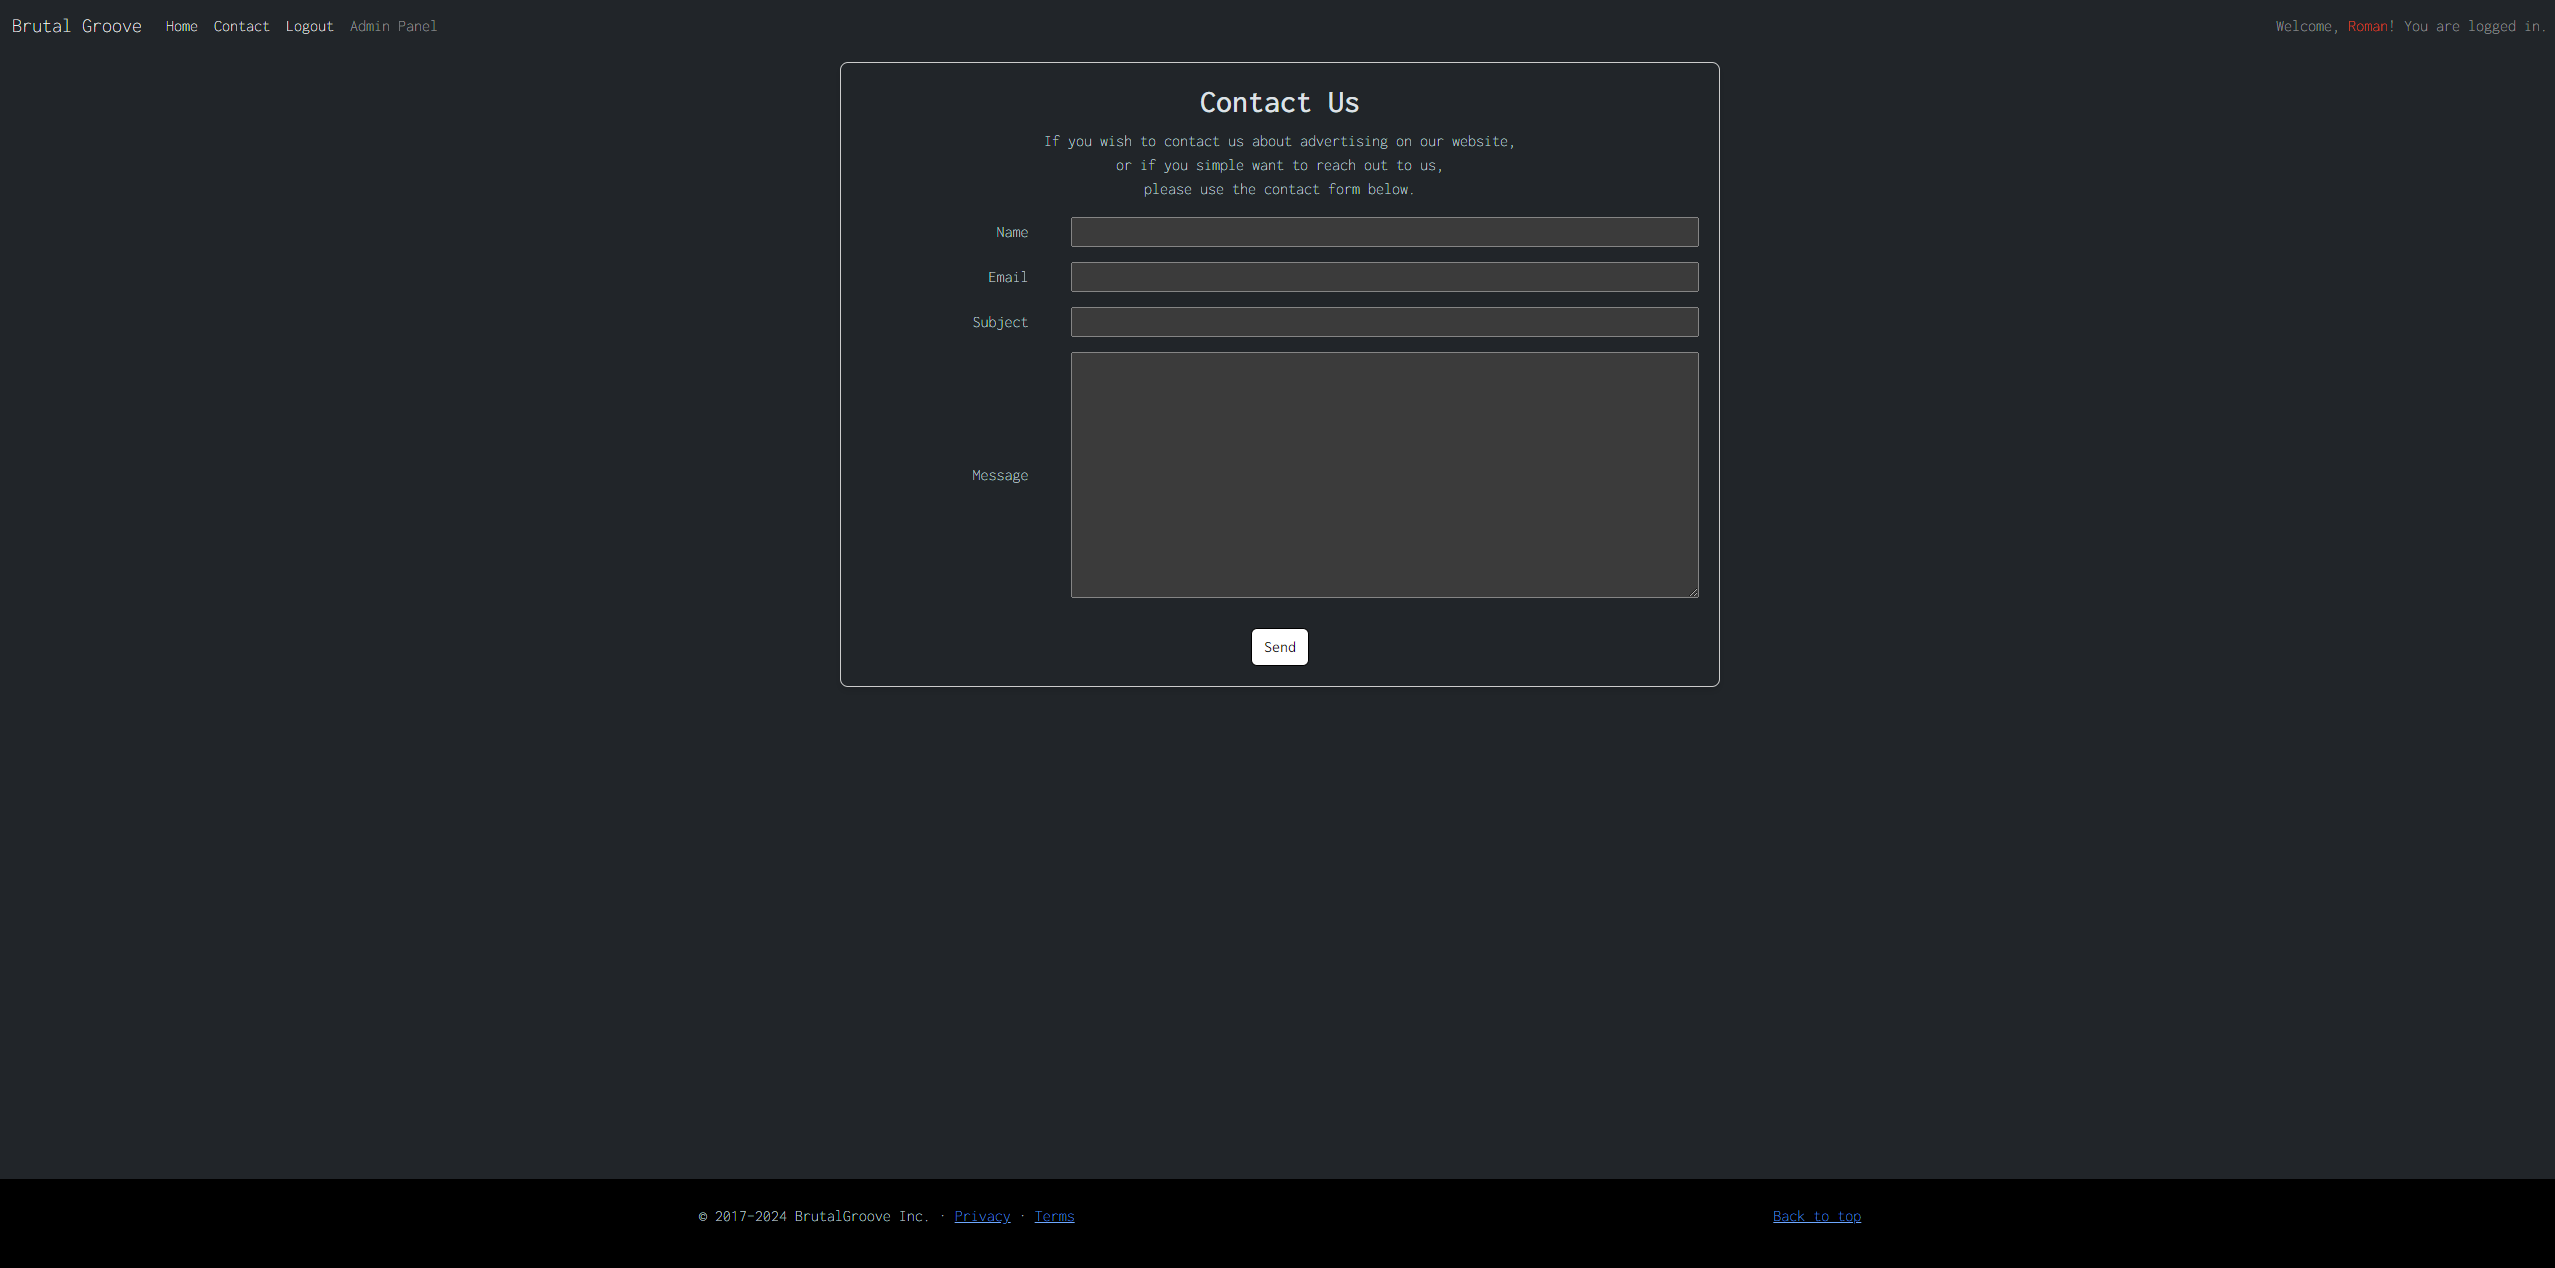 Brutal Groove Home Contact Logout Admin Panel Welcome, Roman! You are logged in.
Contact Us
If you wish to contact us about advertising on our website,
or if you simple want to reach out to us,
please use the contact form below.
Name
Email
Subject
Message
Send
© 2017-2024 BrutalGroove Inc. · Privacy · Terms Back to top